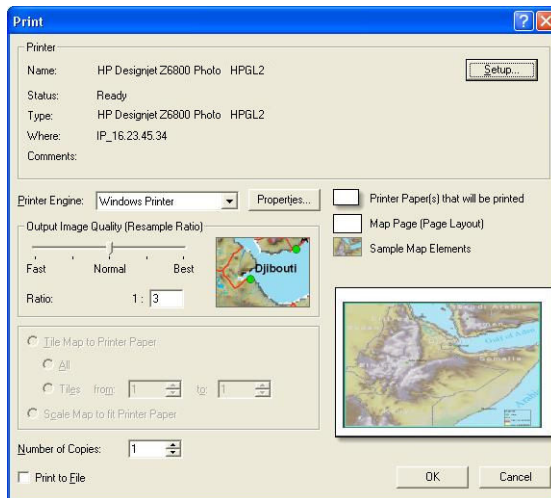 Print
Printer
Name: HP Designjet Z6800 Photo HPGL2
Setup...
Status: Ready
Type: HP Designjet Z6800 Photo HPGL2
Where: IP_16.23.45.34
Comments:
Printer Engine: Windows Printer Properties...
Printer Paper(s) that will be printed
Map Page (Page Layout)
Sample Map Elements
Output Image Quality (Resample Ratio)
Fast Normal Best
Ratio: 1 : 3
Djibouti
Tile Map to Printer Paper
All
Tiles from: 1 to: 1
Scale Map to fit Printer Paper
Gulf of Aden
Number of Copies: 1
Print to File
OK Cancel